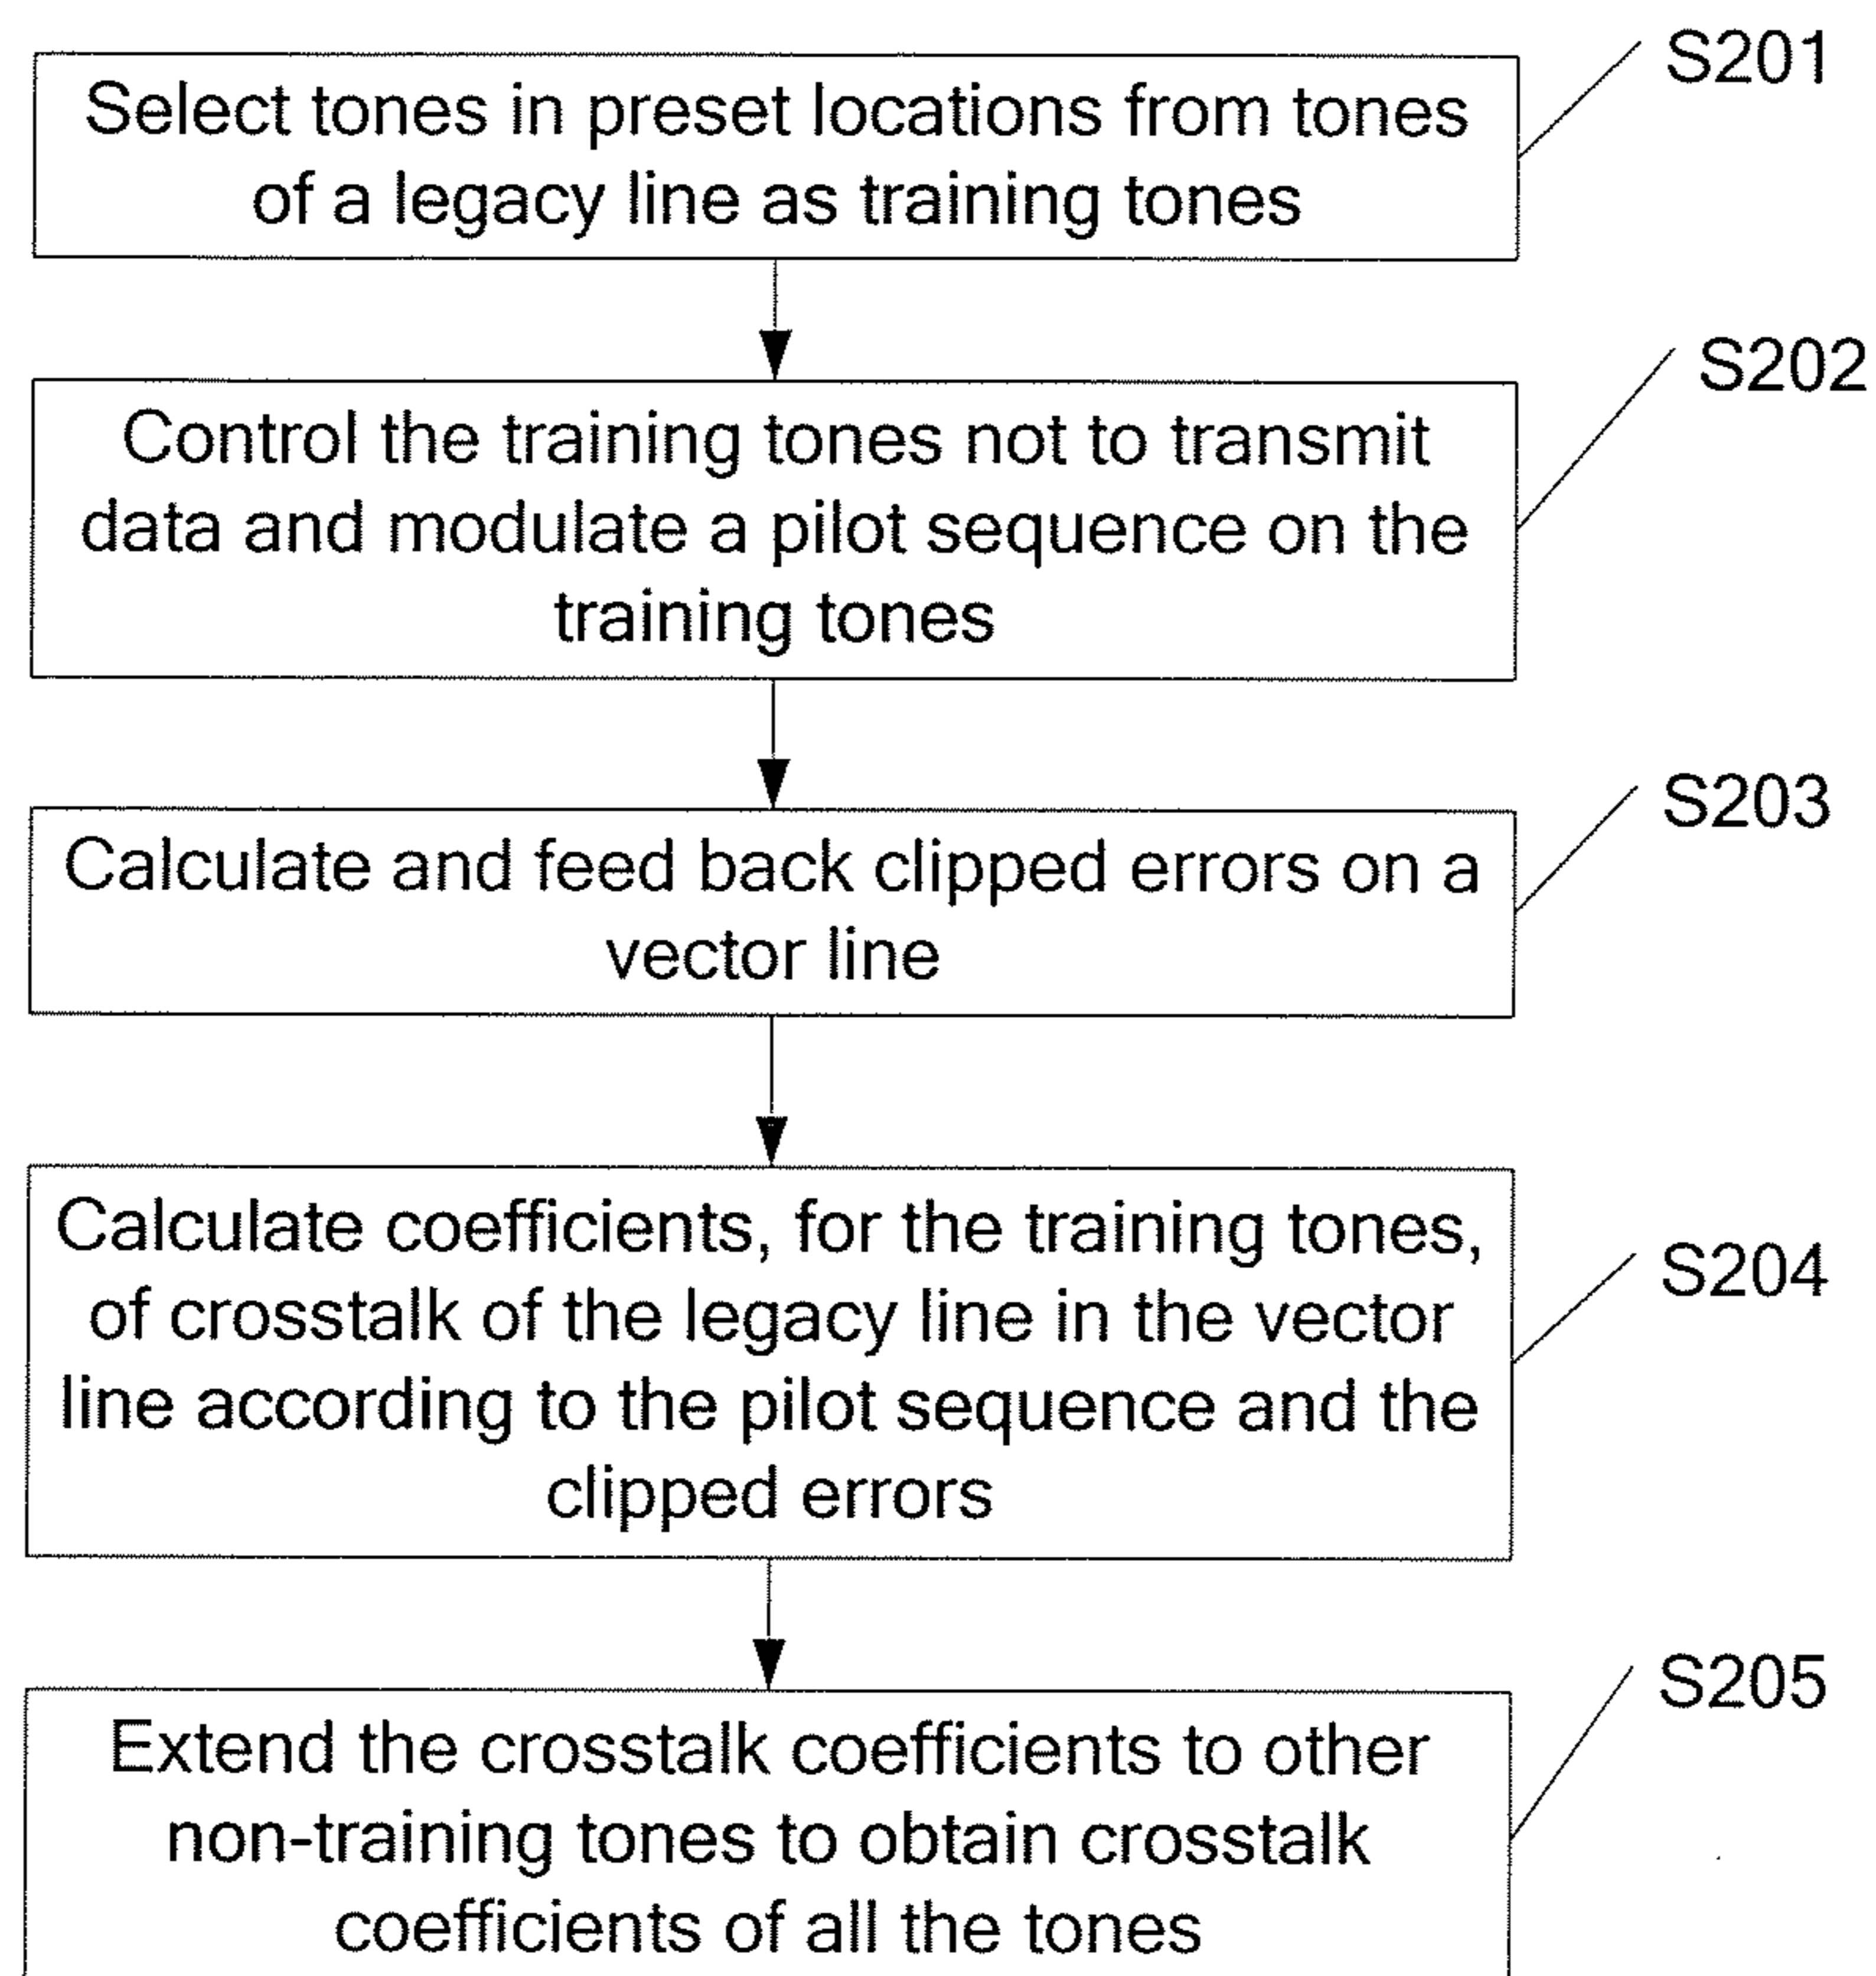 S201
Select tones in preset locations from tones
of a legacy line as training tones
S202
Control the training tones not to transmit
data and modulate a pilot sequence on the
training tones
S203
Calculate and feed back clipped errors on a
vector line
S204
Calculate coefficients, for the training tones,
of crosstalk of the legacy line in the vector
line according to the pilot sequence and the
clipped errors
S205
Extend the crosstalk coefficients to other
non-training tones to obtain crosstalk
coefficients of all the tones